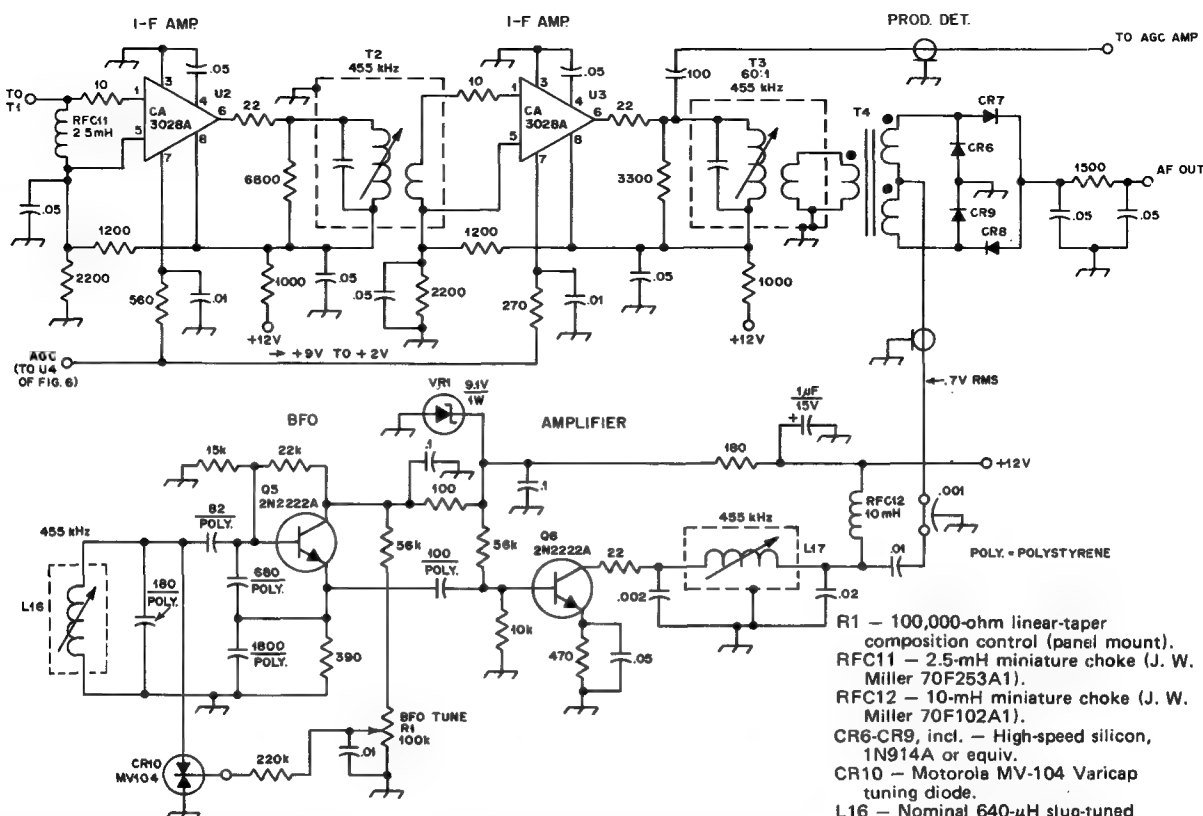 I-F AMP.
I-F AMP.
PROD. DET.
TO AGC AMP
TO T1
10
1
3
.05
4
U2
CA 3028A
6
8
5
7
RFC11
2.5mH
.05
22
6800
T2
455 kHz
10
1
3
.05
4
U3
CA 3028A
6
8
5
7
22
100
3300
T3
60:1
455 kHz
T4
CR7
CR6
CR9
CR8
1500
AF OUT
.05
.05
1200
2200
560
.01
1000
.05
+12V
.05
2200
1200
270
.01
.05
1000
+12V
AGC
(TO U4
OF FIG. 6)
→ +9V TO +2V
.7V RMS
BFO
VR1
9.1V
1W
AMPLIFIER
1µF
15V
+
180
+12V
15k
22k
.1
100
.1
Q5
2N2222A
455 kHz
82
POLY.
L16
180
POLY.
680
POLY.
1800
POLY.
390
56k
100
POLY.
56k
Q6
2N2222A
10k
470
.05
22
.002
455 kHz
L17
.02
RFC12
10mH
.01
.001
POLY. = POLYSTYRENE
CR10
MV104
220k
.01
BFO TUNE
R1
100k
R1 — 100,000-ohm linear-taper
composition control (panel mount).
RFC11 — 2.5-mH miniature choke (J. W.
Miller 70F253A1).
RFC12 — 10-mH miniature choke (J. W.
Miller 70F102A1).
CR6-CR9, incl. — High-speed silicon,
1N914A or equiv.
CR10 — Motorola MV-104 Varicap
tuning diode.
L16 — Nominal 640-µH slug-tuned